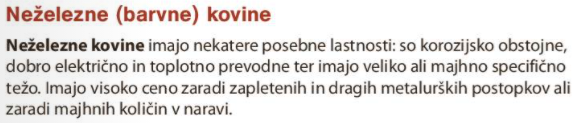 Neželezne (barvne) kovine
Neželezne kovine imajo nekatere posebne lastnosti: so korozijsko obstojne,
dobro električno in toplotno prevodne ter imajo veliko ali majhno specifično
težo. Imajo visoko ceno zaradi zapletenih in dragih metalurških postopkov ali
zaradi majhnih količin v naravi.